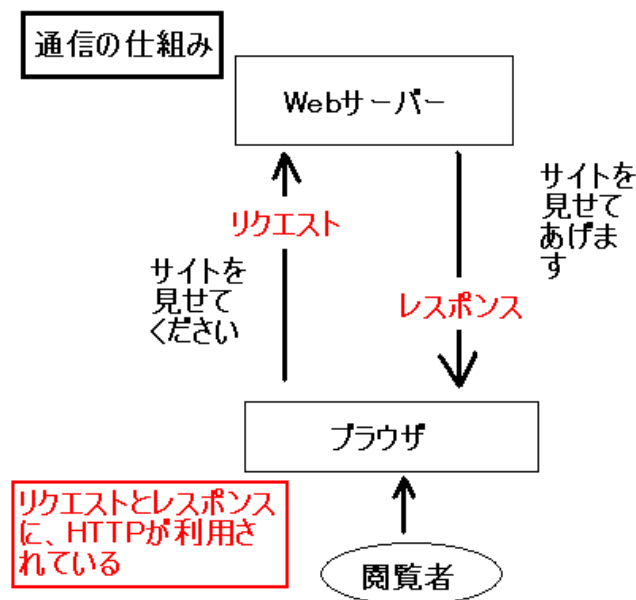 通信の仕組み
Webサーバー
サイトを
見せて
あげま
す
リクエスト
サイトを
見せて
ください
レスポンス
ブラウザ
リクエストとレスポンス
に、HTTPが利用さ
れている
閲覧者